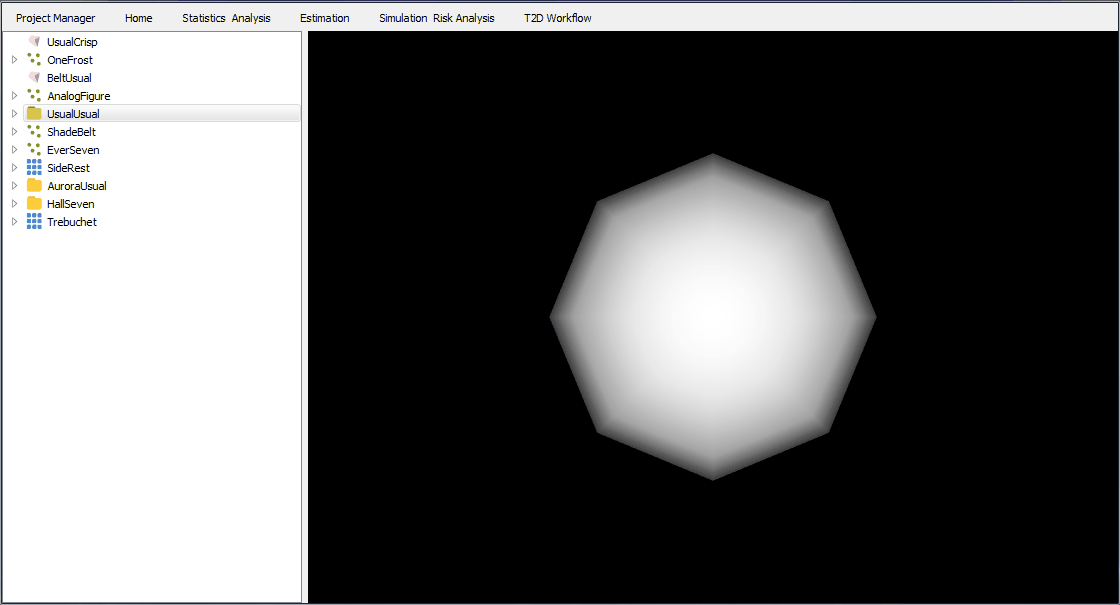 Project Manager Home Statistics Analysis Estimation Simulation Risk Analysis T2D Workflow
UsualCrisp
OneFrost
BeltUsual
AnalogFigure
UsualUsual
ShadeBelt
EverSeven
SideRest
AuroraUsual
HallSeven
Trebuchet